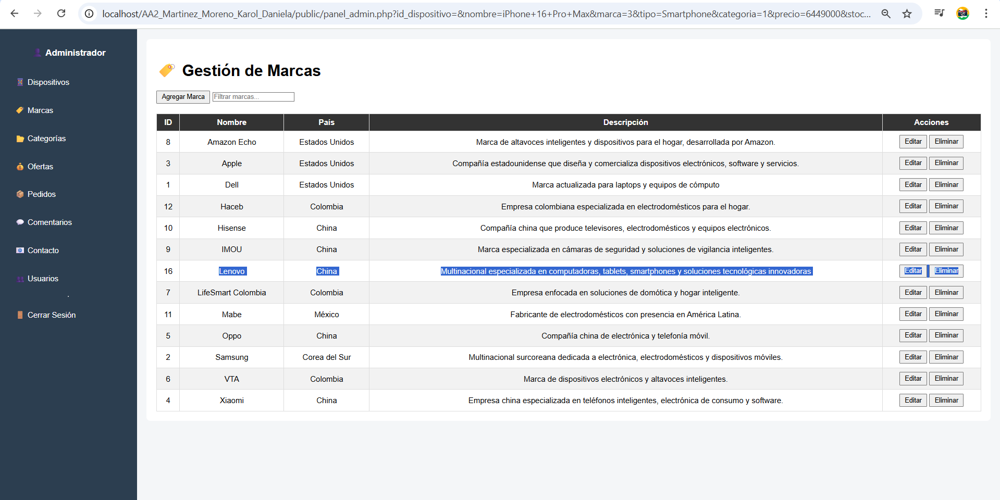 localhost/AA2_Martinez_Moreno_Karol_Daniela/public/panel_admin.php?id_dispositivo=&nombre=iPhone+16+Pro+Max&marca=3&tipo=Smartphone&categoria=1&precio=6449000&stoc...
Administrador
Dispositivos
Marcas
Categorías
Ofertas
Pedidos
Comentarios
Contacto
Usuarios
.
Cerrar Sesión
Gestión de Marcas
Agregar Marca Filtrar marcas...
ID Nombre País Descripción Acciones
8 Amazon Echo Estados Unidos Marca de altavoces inteligentes y dispositivos para el hogar, desarrollada por Amazon. Editar Eliminar
3 Apple Estados Unidos Compañía estadounidense que diseña y comercializa dispositivos electrónicos, software y servicios. Editar Eliminar
1 Dell Estados Unidos Marca actualizada para laptops y equipos de cómputo Editar Eliminar
12 Haceb Colombia Empresa colombiana especializada en electrodomésticos para el hogar. Editar Eliminar
10 Hisense China Compañía china que produce televisores, electrodomésticos y equipos electrónicos. Editar Eliminar
9 IMOU China Marca especializada en cámaras de seguridad y soluciones de vigilancia inteligentes. Editar Eliminar
16 Lenovo China Multinacional especializada en computadoras, tablets, smartphones y soluciones tecnológicas innovadoras Editar Eliminar
7 LifeSmart Colombia Colombia Empresa enfocada en soluciones de domótica y hogar inteligente. Editar Eliminar
11 Mabe México Fabricante de electrodomésticos con presencia en América Latina. Editar Eliminar
5 Oppo China Compañía china de electrónica y telefonía móvil. Editar Eliminar
2 Samsung Corea del Sur Multinacional surcoreana dedicada a electrónica, electrodomésticos y dispositivos móviles. Editar Eliminar
6 VTA Colombia Marca de dispositivos electrónicos y altavoces inteligentes. Editar Eliminar
4 Xiaomi China Empresa china especializada en teléfonos inteligentes, electrónica de consumo y software. Editar Eliminar